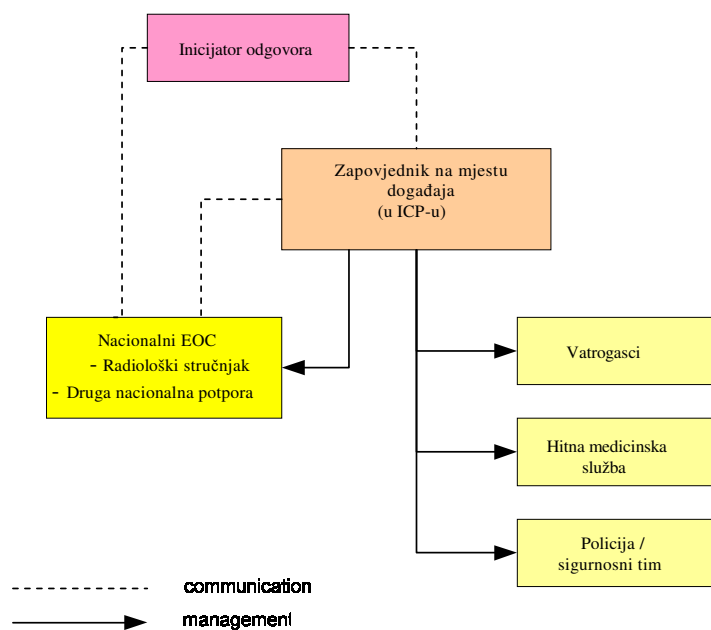 Inicijator odgovora
Zapovjednik na mjestu
događaja
(u ICP-u)
Nacionalni EOC
- Radiološki stručnjak
- Druga nacionalna potpora
Vatrogasci
Hitna medicinska
služba
Policija /
sigurnosni tim
communication
management